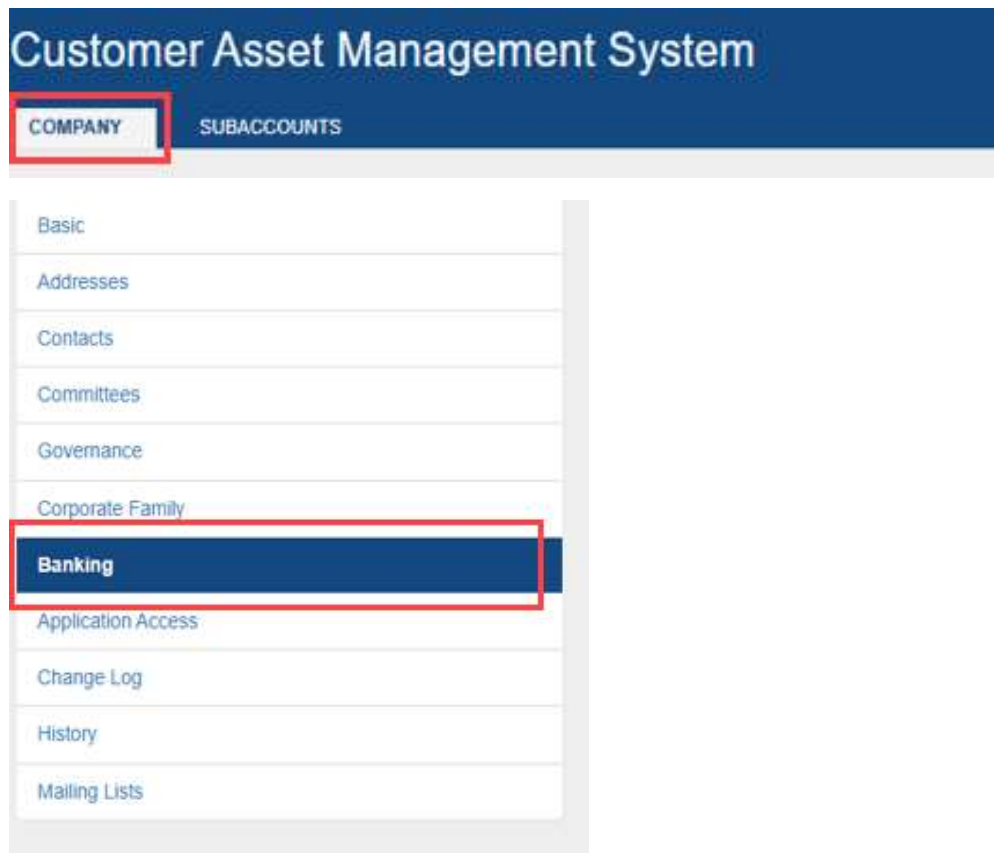 Customer Asset Management System
COMPANY SUBACCOUNTS
Basic
Addresses
Contacts
Committees
Governance
Corporate Family
Banking
Application Access
Change Log
History
Mailing Lists